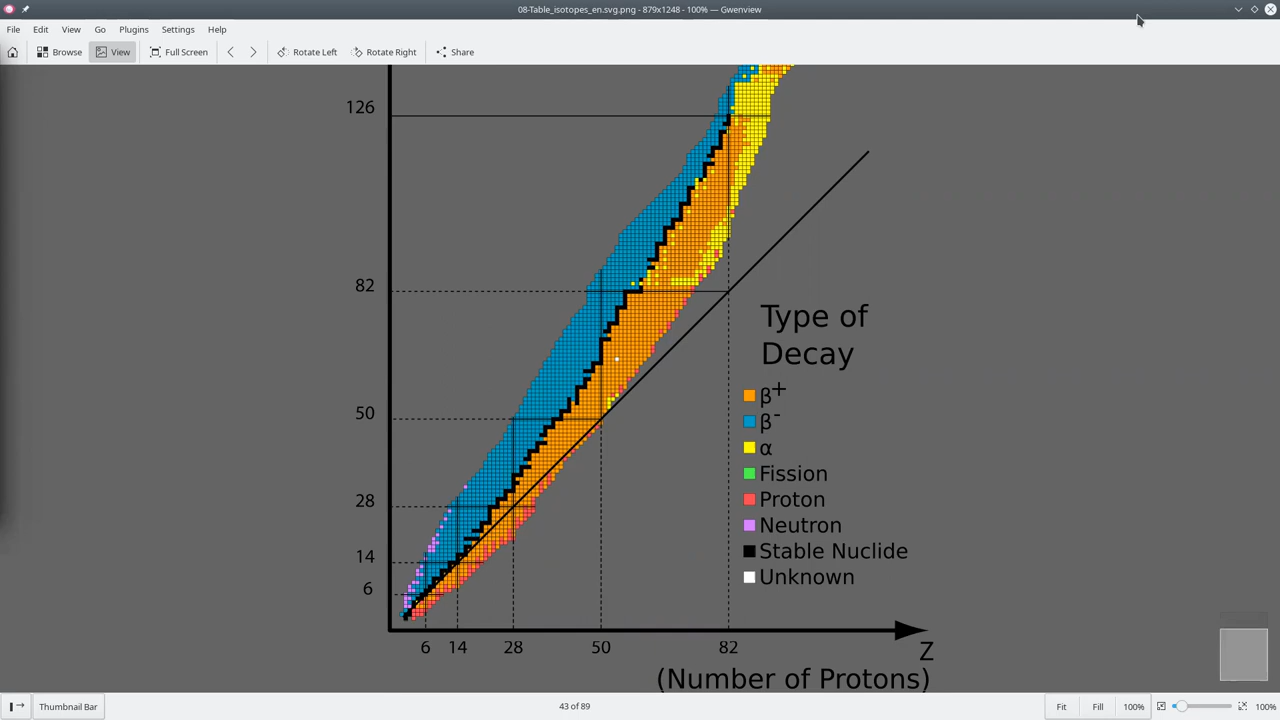 08-Table_isotopes_en.svg.png - 879x1248 - 100% — Gwenview
File Edit View Go Plugins Settings Help
Browse View Full Screen Rotate Left Rotate Right Share
126
82
50
28
14
6
Type of
Decay
β+
β-
α
Fission
Proton
Neutron
Stable Nuclide
Unknown
6 14 28 50 82 Z
(Number of Protons)
Thumbnail Bar 43 of 89 Fit Fill 100% 100%